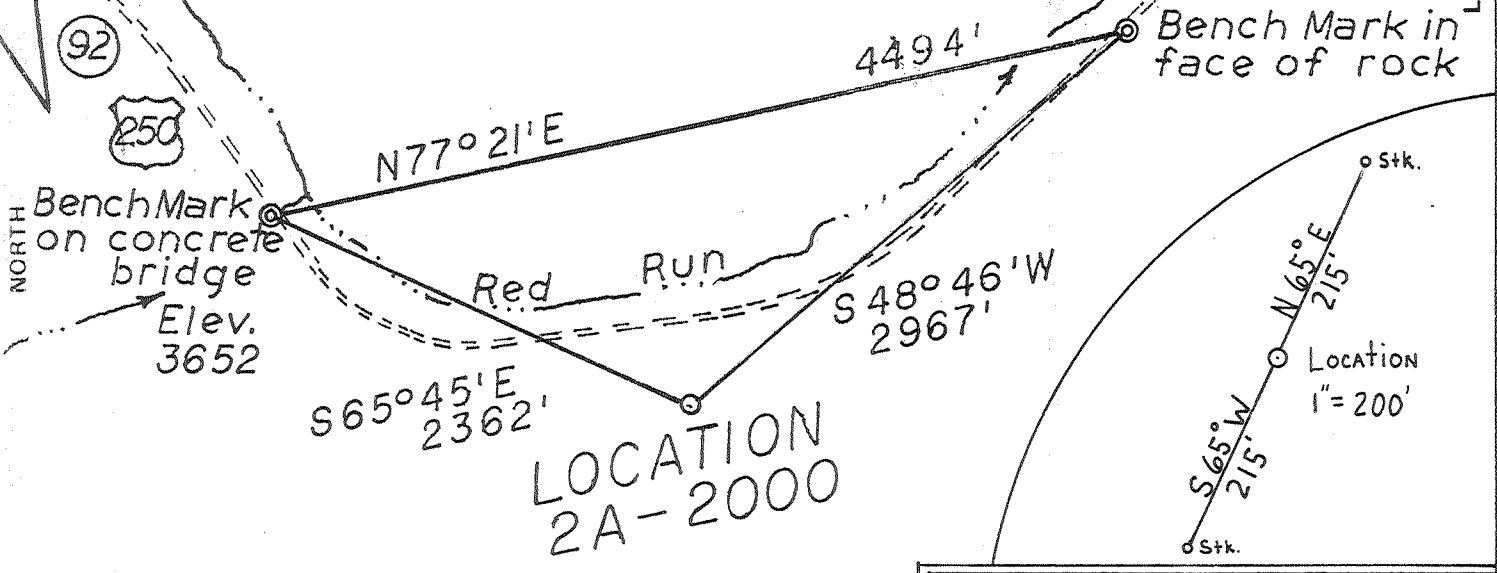 92
250
4494'
Bench Mark in
face of rock
N77°21'E
NORTH
Bench Mark
on concrete
bridge
Elev.
3652
Red Run
S48°46'W
2967'
S65°45'E
2362'
LOCATION
2A-2000
Stk.
N 65° E
215'
Location
1"=200'
S 65° W
215'
Stk.